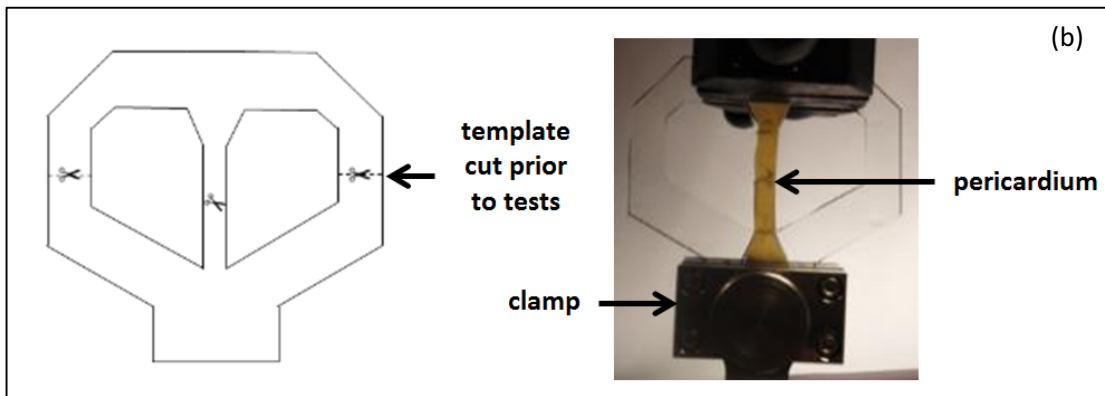 (b)
template
cut prior
to tests
pericardium
clamp